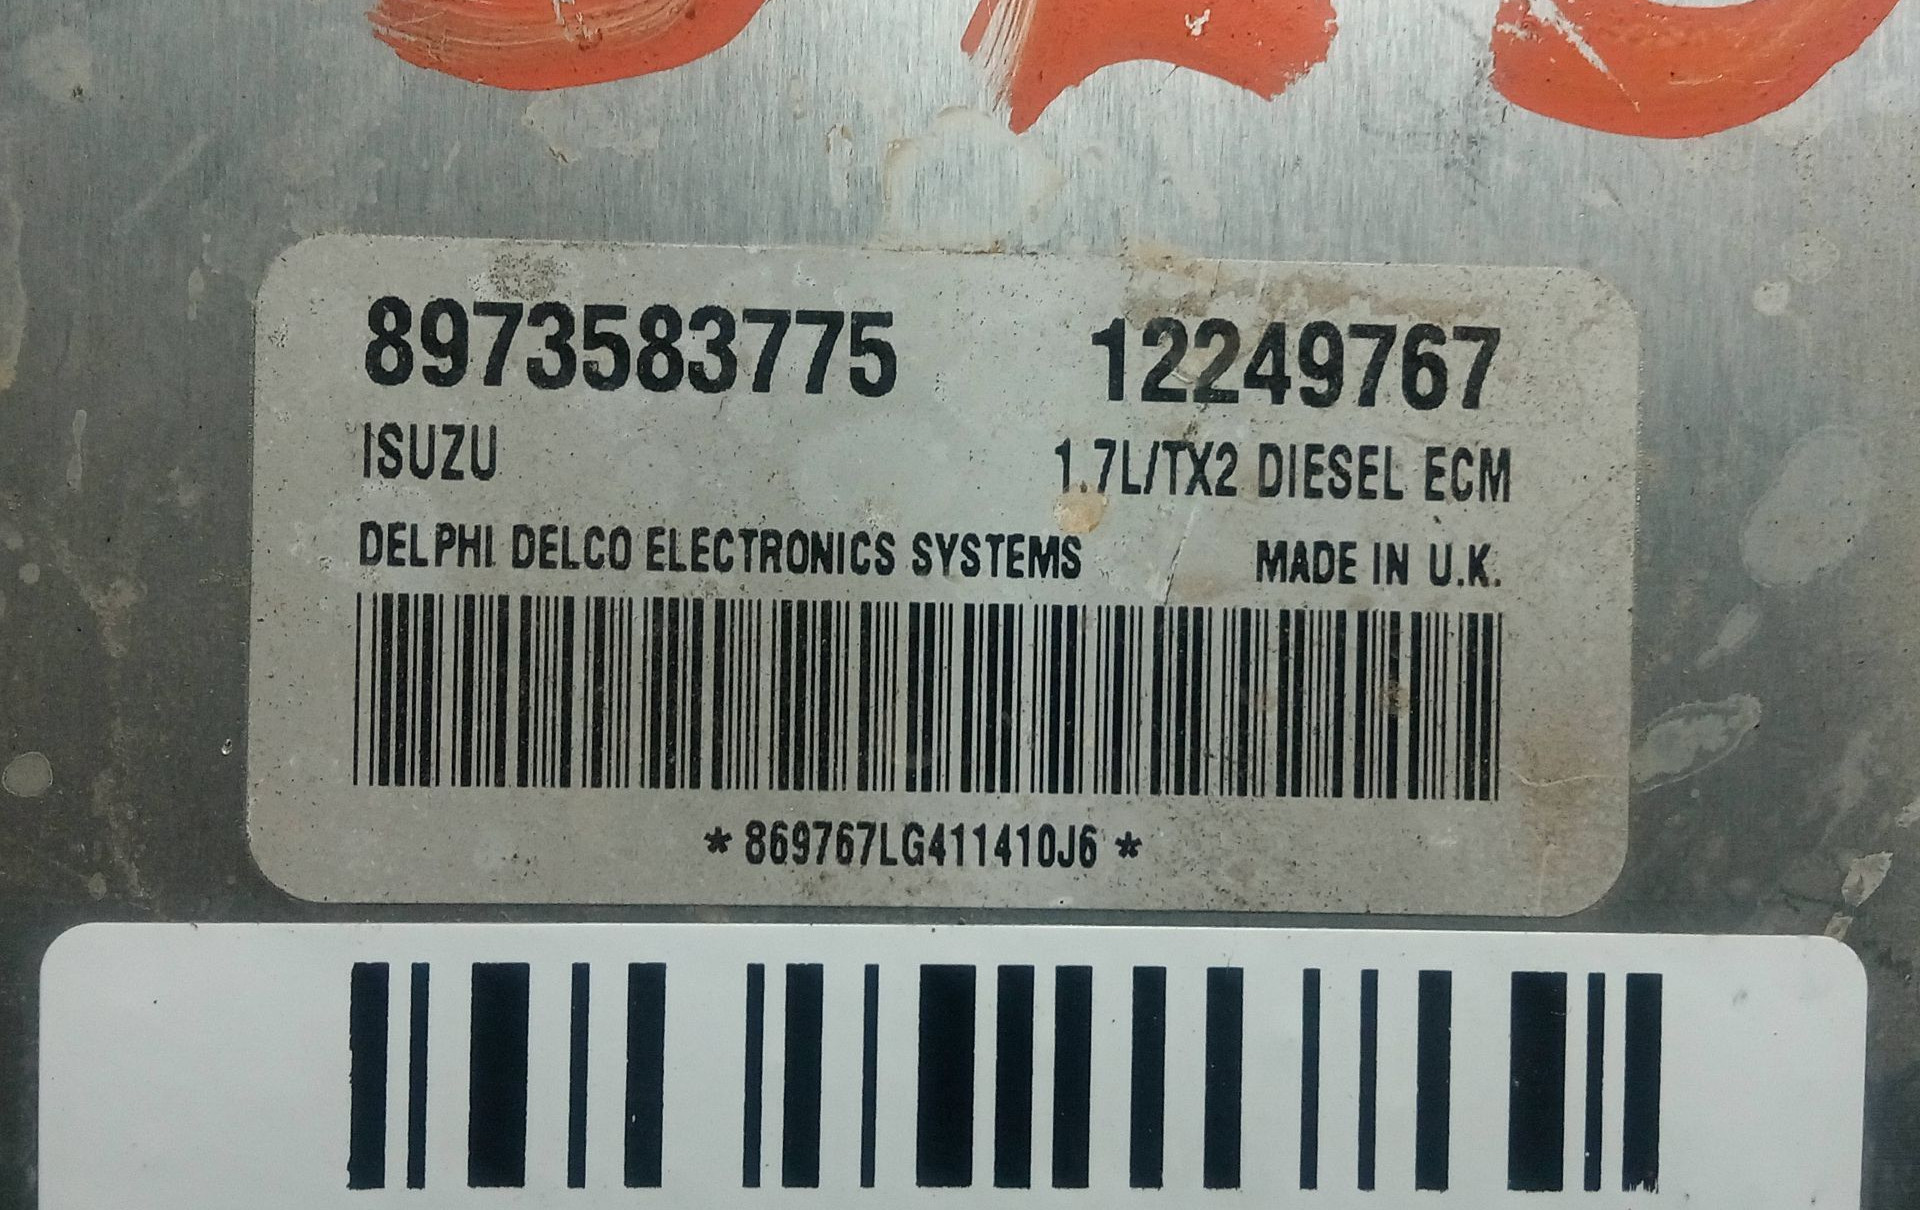 8973583775 12249767
ISUZU 1.7L/TX2 DIESEL ECM
DELPHI DELCO ELECTRONICS SYSTEMS MADE IN U.K.
* 869767LG411410J6 *